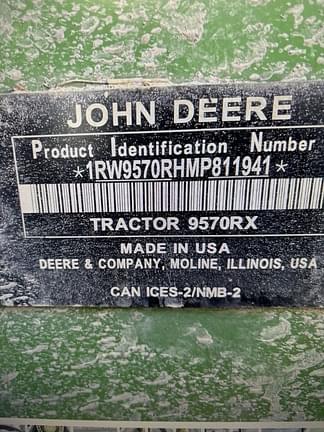 JOHN DEERE
Product Identification Number
*1RW9570RHMP811941*
TRACTOR 9570RX
MADE IN USA
DEERE & COMPANY, MOLINE, ILLINOIS, USA
CAN ICES-2/NMB-2